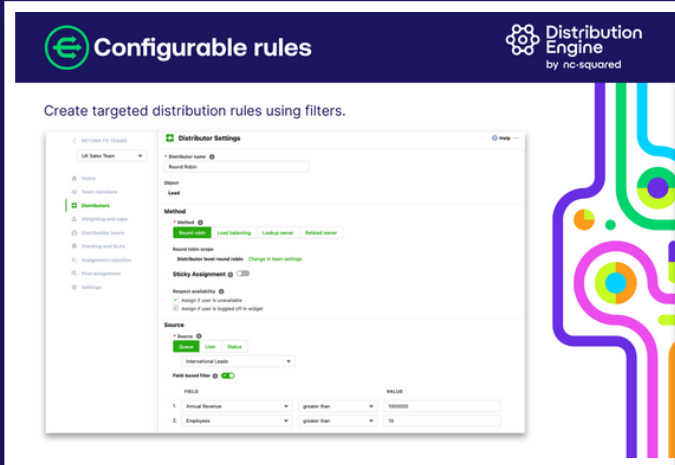 Configurable rules
Distribution
Engine
by nc-squared
Create targeted distribution rules using filters.
RETURN TO TEAMS
UK Sales Team
Home
Team members
Distributors
Weighting and caps
Distribution hours
Tracking and SLAs
Assignment rejection
Post assignment
Settings
Distributor Settings
Help
* Distributor name
Round Robin
Object
Lead
Method
* Method
Round robin Load balancing Lookup owner Related owner
Round robin scope
Distributor level round robin Change in team settings
Sticky Assignment
Respect availability
Assign if user is unavailable
Assign if user is toggled off in widget
Source
* Source
Queue User Status
International Leads
Field-based filter
FIELD VALUE
1. Annual Revenue greater than 1000000
2. Employees greater than 10